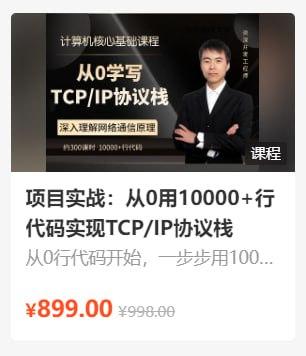 计算机核心基础课程
从0学写
TCP/IP协议栈
深入理解网络通信原理
约300课时 10000+行代码
资深开发工程师
课程
项目实战：从0用10000+行
代码实现TCP/IP协议栈
从0行代码开始，一步步用100...
¥899.00 ¥998.00